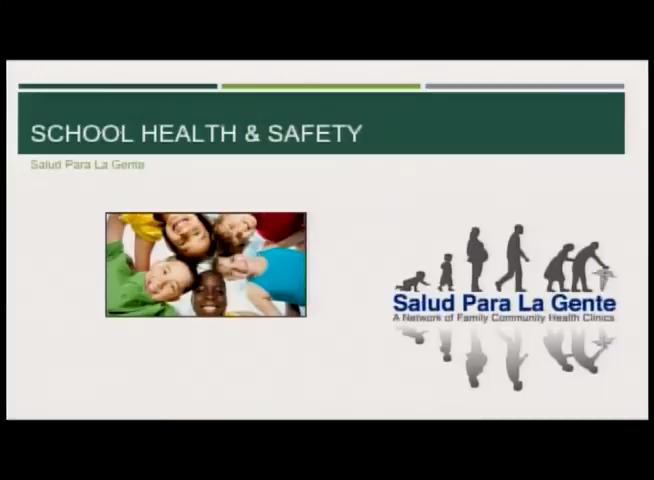 SCHOOL HEALTH & SAFETY
Salud Para La Gente
Salud Para La Gente
A Network of Family Community Health Clinics